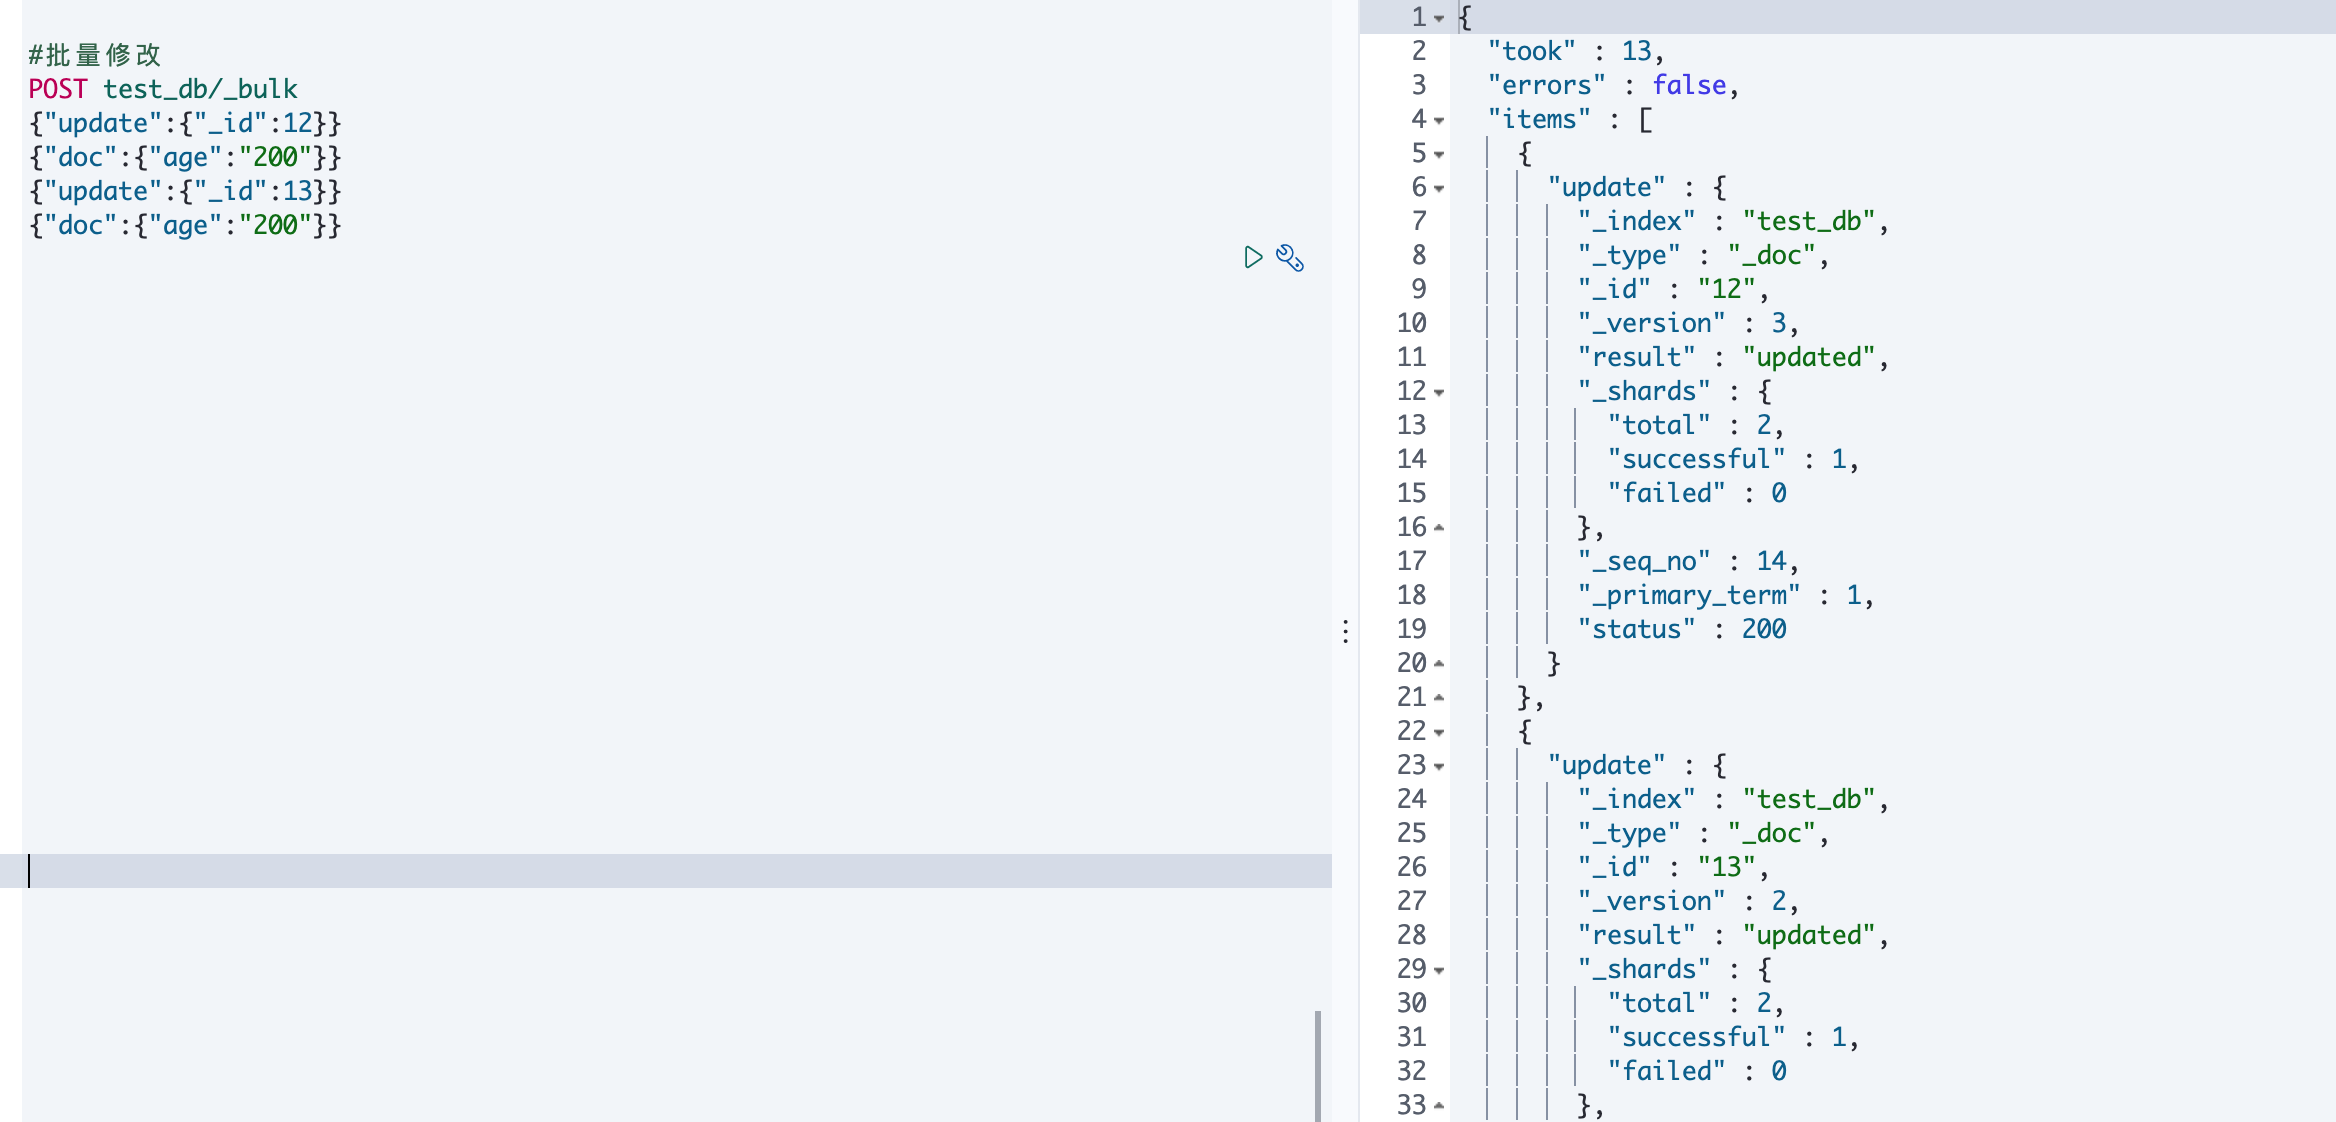 #批量修改
POST test_db/_bulk
{"update":{"_id":12}}
{"doc":{"age":"200"}}
{"update":{"_id":13}}
{"doc":{"age":"200"}}
1 {
2 "took" : 13,
3 "errors" : false,
4 "items" : [
5 {
6 "update" : {
7 "_index" : "test_db",
8 "_type" : "_doc",
9 "_id" : "12",
10 "_version" : 3,
11 "result" : "updated",
12 "_shards" : {
13 "total" : 2,
14 "successful" : 1,
15 "failed" : 0
16 },
17 "_seq_no" : 14,
18 "_primary_term" : 1,
19 "status" : 200
20 }
21 },
22 {
23 "update" : {
24 "_index" : "test_db",
25 "_type" : "_doc",
26 "_id" : "13",
27 "_version" : 2,
28 "result" : "updated",
29 "_shards" : {
30 "total" : 2,
31 "successful" : 1,
32 "failed" : 0
33 },